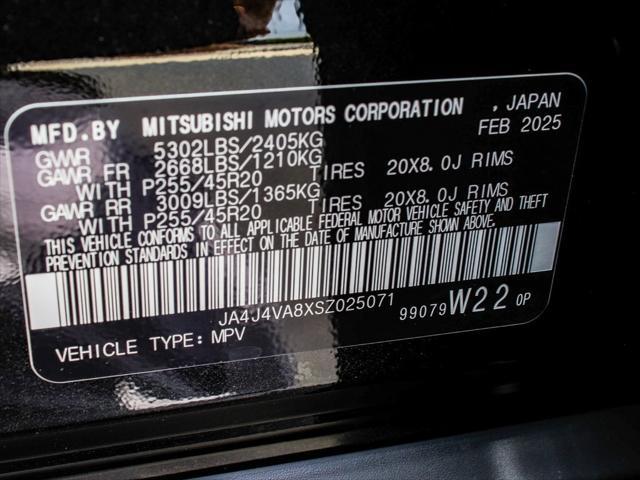 MFD.BY MITSUBISHI MOTORS CORPORATION , JAPAN
FEB 2025
GVWR 5302LBS/2405KG
GAWR FR 2668LBS/1210KG
WITH P255/45R20 TIRES 20X8.0J RIMS
GAWR RR 3009LBS/1365KG
WITH P255/45R20 TIRES 20X8.0J RIMS
THIS VEHICLE CONFORMS TO ALL APPLICABLE FEDERAL MOTOR VEHICLE SAFETY AND THEFT
PREVENTION STANDARDS IN EFFECT ON THE DATE OF MANUFACTURE SHOWN ABOVE.
JA4J4VA8XSZ025071
99079 W22 0P
VEHICLE TYPE: MPV